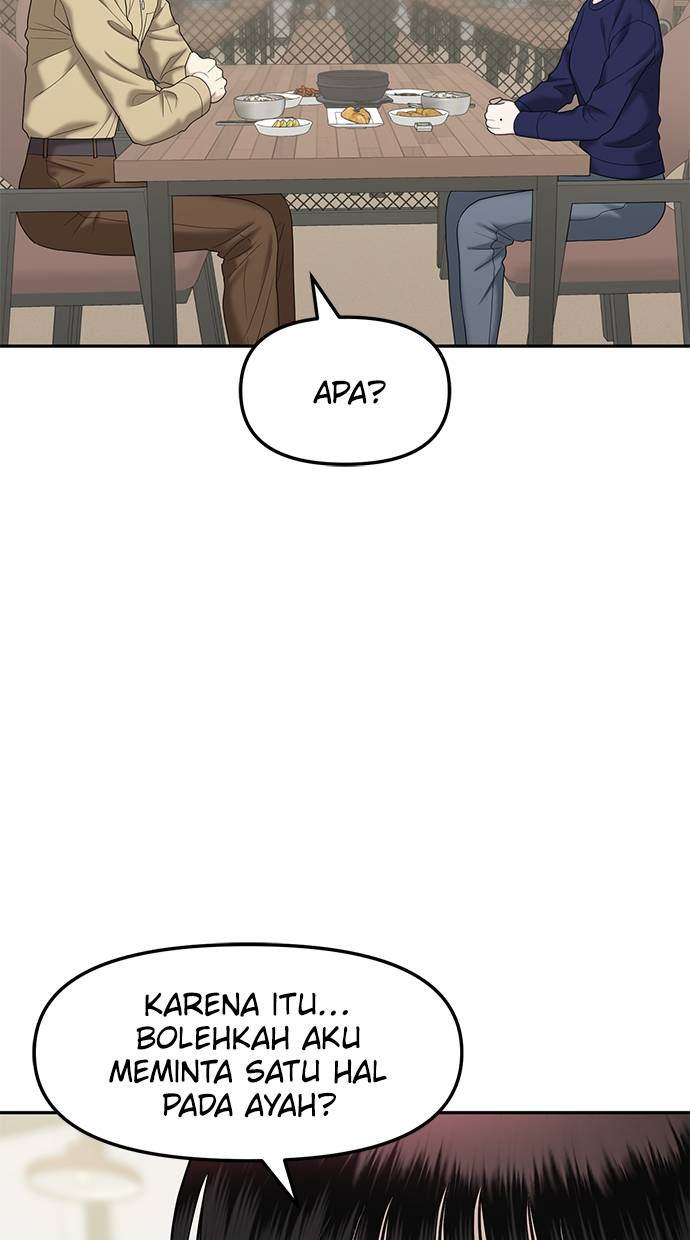 APA?
KARENA ITU...
BOLEHKAH AKU
MEMINTA SATU HAL
PADA AYAH?